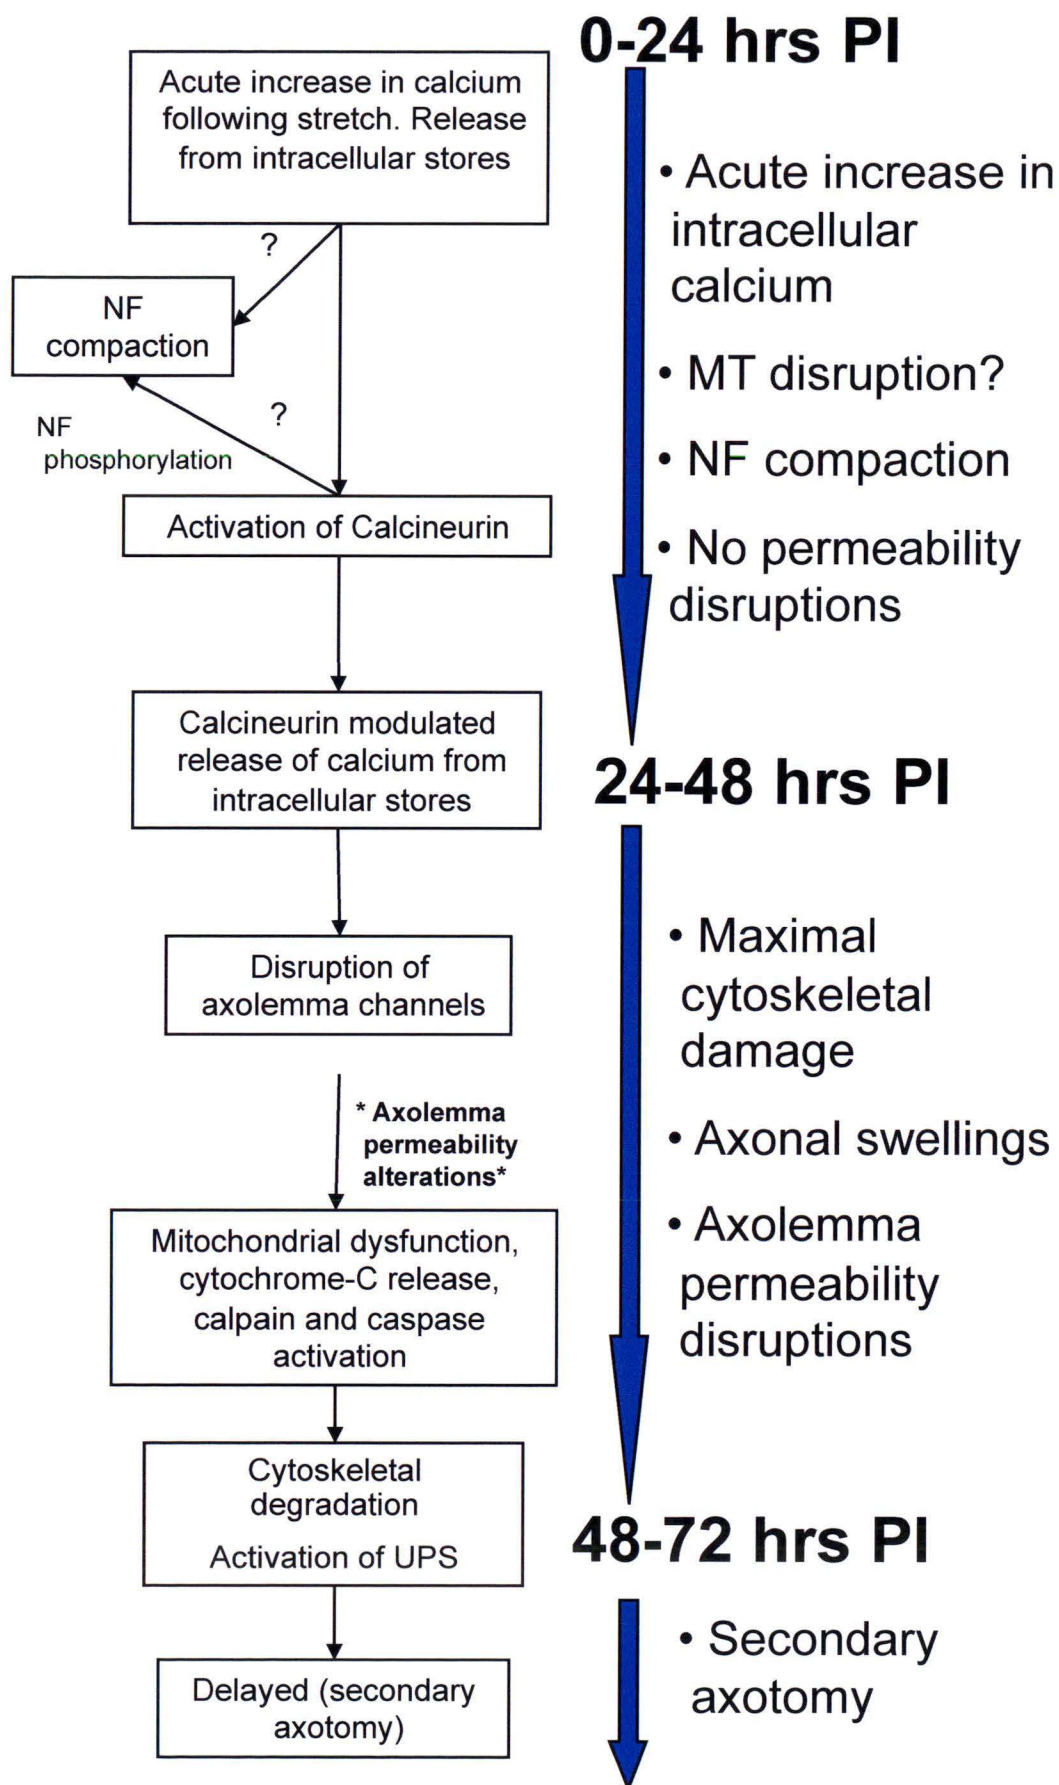 0-24 hrs PI
Acute increase in calcium
following stretch. Release
from intracellular stores
?
NF
compaction
?
NF
phosphorylation
Activation of Calcineurin
Calcineurin modulated
release of calcium from
intracellular stores
Disruption of
axolemma channels
* Axolemma
permeability
alterations*
Mitochondrial dysfunction,
cytochrome-C release,
calpain and caspase
activation
Cytoskeletal
degradation
Activation of UPS
Delayed (secondary
axotomy)
• Acute increase in
intracellular
calcium
• MT disruption?
• NF compaction
• No permeability
disruptions
24-48 hrs PI
• Maximal
cytoskeletal
damage
• Axonal swellings
• Axolemma
permeability
disruptions
48-72 hrs PI
• Secondary
axotomy